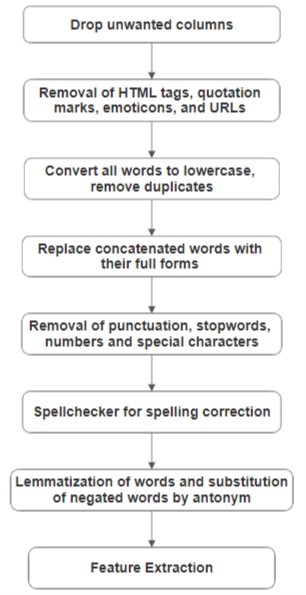 Drop unwanted columns
Removal of HTML tags, quotation
marks, emoticons, and URLs
Convert all words to lowercase,
remove duplicates
Replace concatenated words with
their full forms
Removal of punctuation, stopwords,
numbers and special characters
Spellchecker for spelling correction
Lemmatization of words and substitution
of negated words by antonym
Feature Extraction